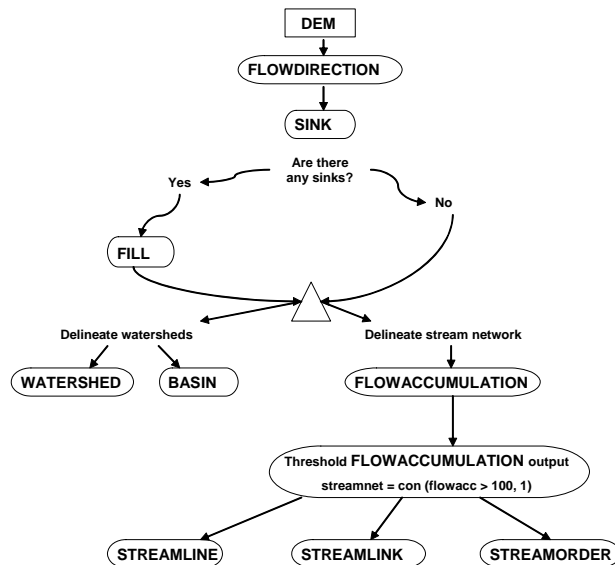 DEM
FLOWDIRECTION
SINK
Are there
any sinks?
Yes
No
FILL
Delineate watersheds
Delineate stream network
WATERSHED
BASIN
FLOWACCUMULATION
Threshold FLOWACCUMULATION output
streamnet = con (flowacc > 100, 1)
STREAMLINE
STREAMLINK
STREAMORDER